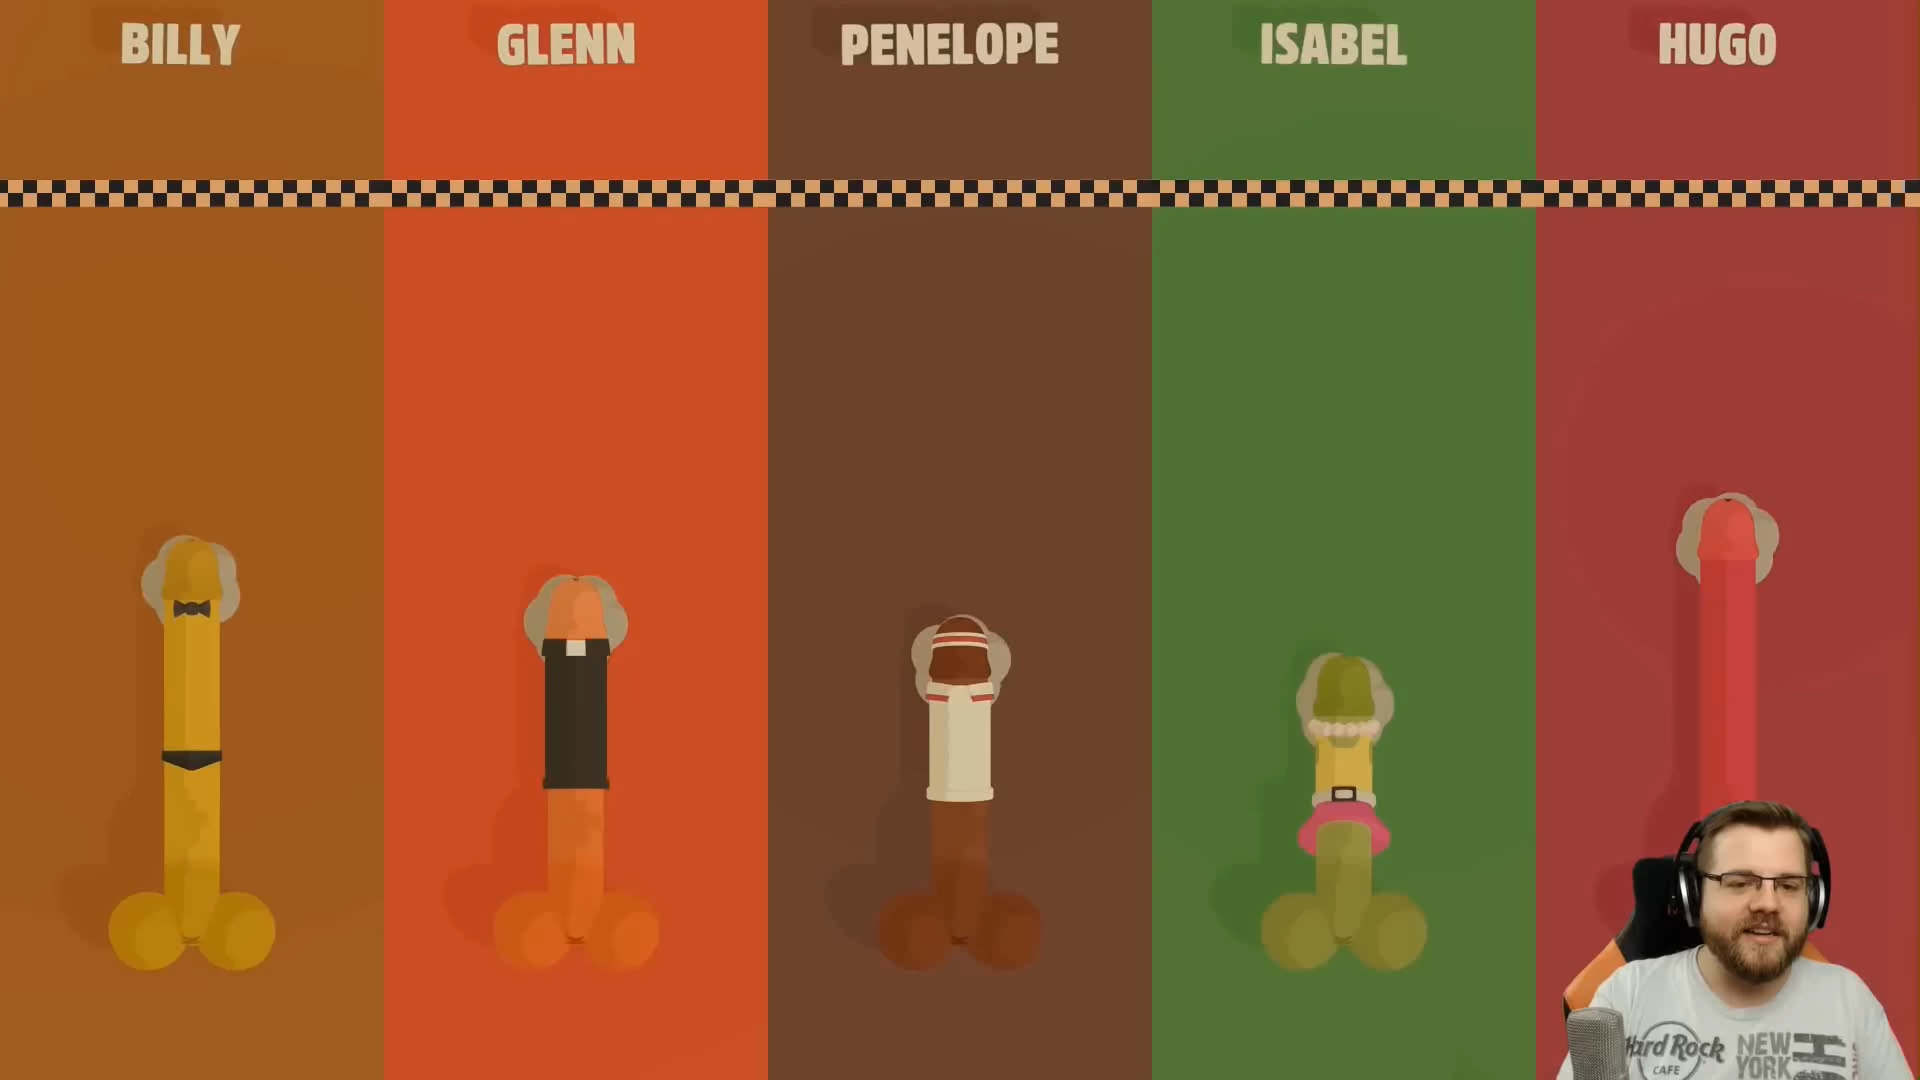 BILLY
GLENN
PENELOPE
ISABEL
HUGO
Hard Rock
CAFE
NEW
YORK